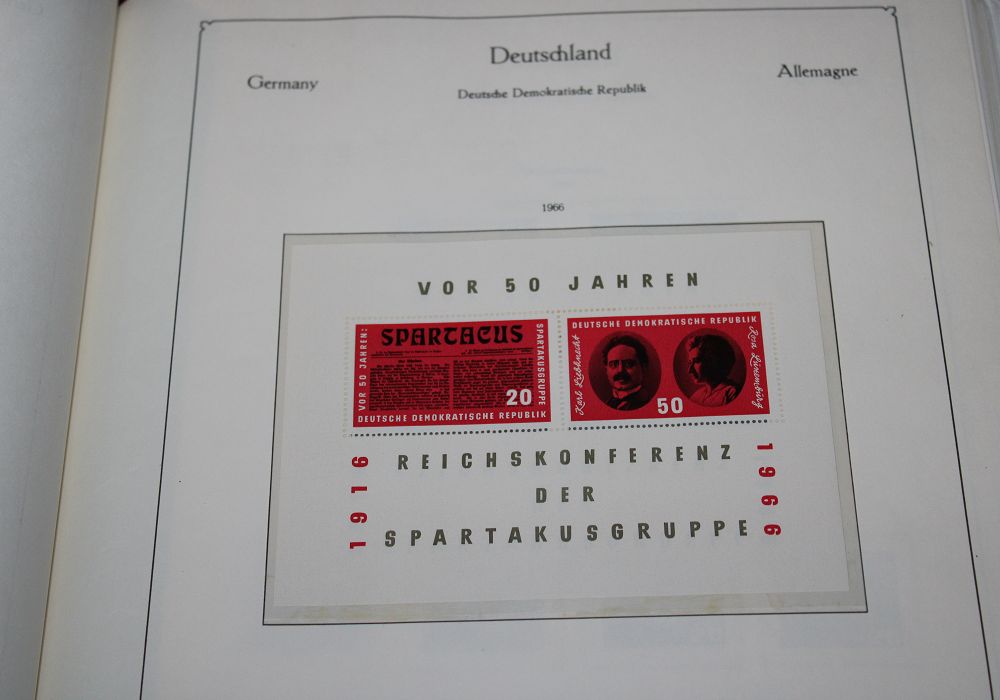 Deutschland
Germany
Allemagne
Deutsche Demokratische Republik
1966
VOR 50 JAHREN
VOR 50 JAHREN:
SPARTACUS
SPARTAKUSGRUPPE
20
DEUTSCHE DEMOKRATISCHE REPUBLIK
DEUTSCHE DEMOKRATISCHE REPUBLIK
Karl Liebknecht
Rosa Luxemburg
50
1916
REICHSKONFERENZ
DER
SPARTAKUSGRUPPE
1966